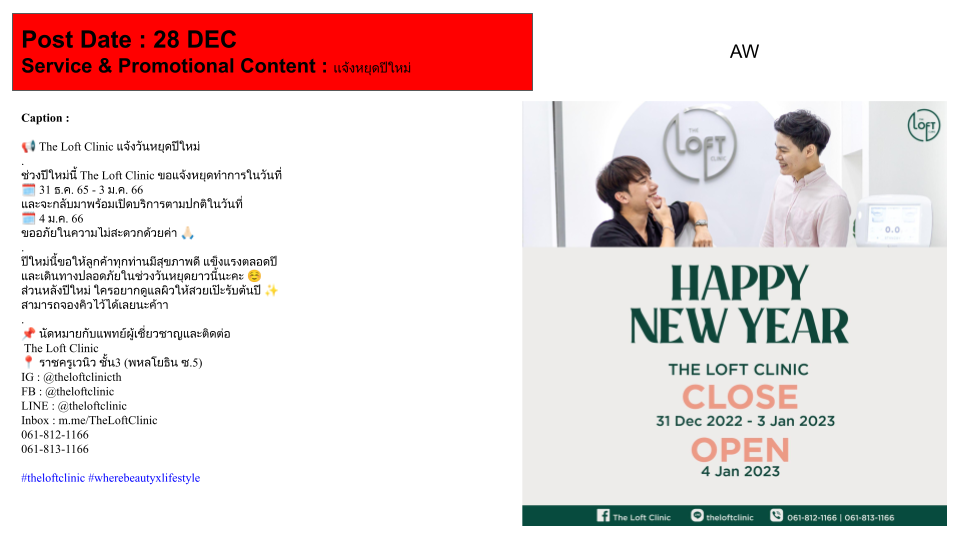 Post Date : 28 DEC
Service & Promotional Content : แจ้งหยุดปีใหม่
AW
Caption :
📢 The Loft Clinic แจ้งวันหยุดปีใหม่
.
ช่วงปีใหม่นี้ The Loft Clinic ขอแจ้งหยุดทำการในวันที่
🗓️ 31 ธ.ค. 65 - 3 ม.ค. 66
และจะกลับมาพร้อมเปิดบริการตามปกติในวันที่
🗓️ 4 ม.ค. 66
ขออภัยในความไม่สะดวกด้วยค่า 🙏🏻
.
ปีใหม่นี้ขอให้ลูกค้าทุกท่านมีสุขภาพดี แข็งแรงตลอดปี
และเดินทางปลอดภัยในช่วงวันหยุดยาวนี้นะคะ ☺️
ส่วนหลังปีใหม่ ใครอยากดูแลผิวให้สวยเป๊ะรับต้นปี ✨
สามารถจองคิวไว้ได้เลยนะค้าา
.
📌 นัดหมายกับแพทย์ผู้เชี่ยวชาญและติดต่อ
The Loft Clinic
📍 ราชครูเวนิว ชั้น3 (พหลโยธิน ซ.5)
IG : @theloftclinicth
FB : @theloftclinic
LINE : @theloftclinic
Inbox : m.me/TheLoftClinic
061-812-1166
061-813-1166
#theloftclinic #wherebeautyxlifestyle
THE
LOFT
CLINIC
THE
LOFT
CLINIC
0.0
HAPPY
NEW YEAR
THE LOFT CLINIC
CLOSE
31 Dec 2022 - 3 Jan 2023
OPEN
4 Jan 2023
The Loft Clinic theloftclinic 061-812-1166 | 061-813-1166